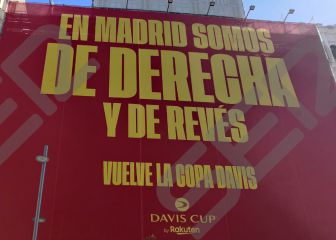 EN MADRID SOMOS
DE DERECHA
Y DE REVÉS
VUELVE LA COPA DAVIS
DAVIS CUP
by Rakuten